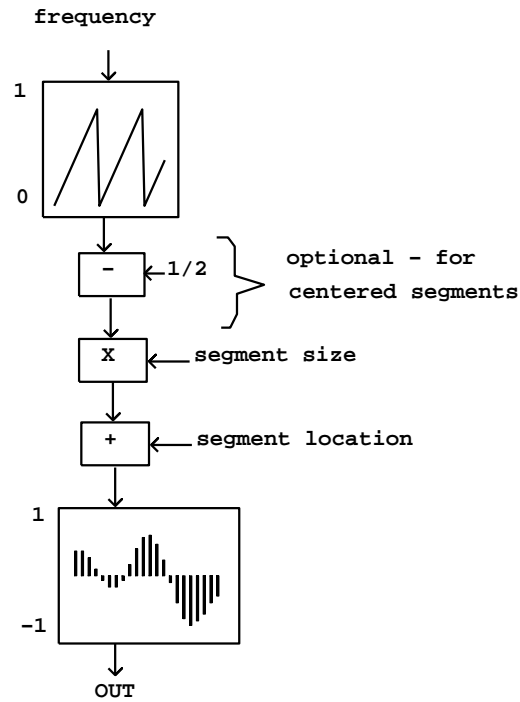 frequency
1
0
−
1/2
optional − for
centered segments
X
segment size
+
segment location
1
−1
OUT